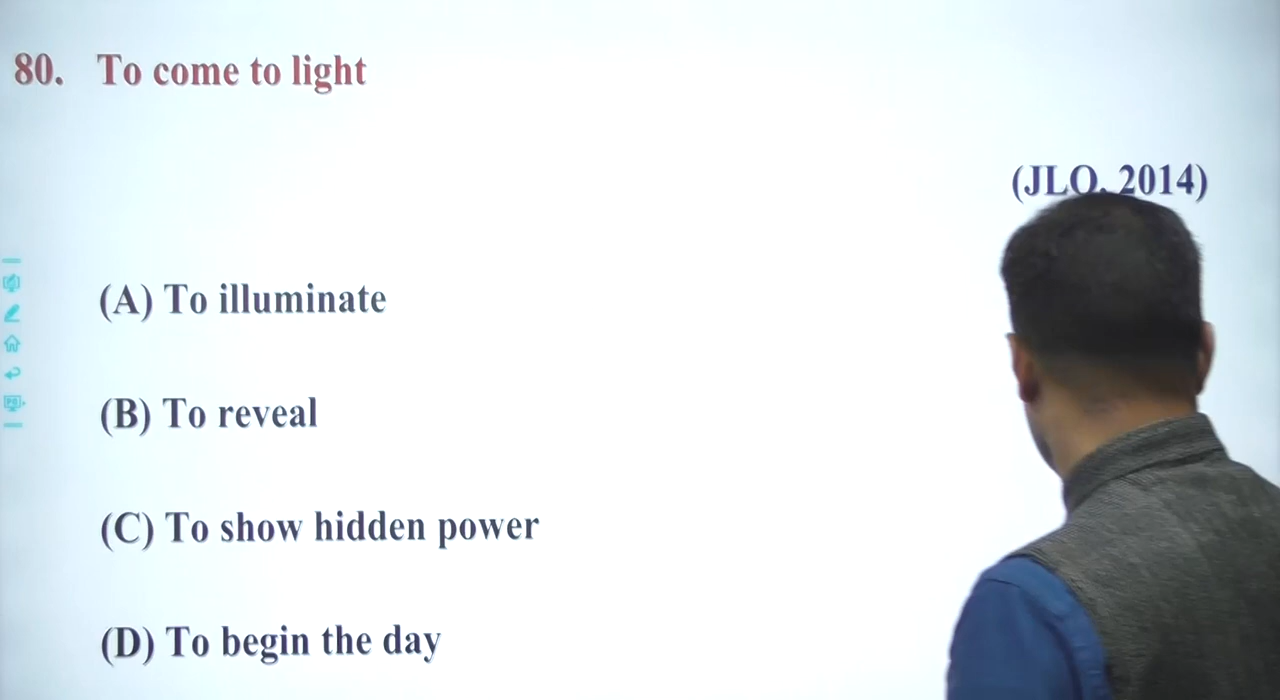 80. To come to light
(JLO, 2014)
(A) To illuminate
(B) To reveal
(C) To show hidden power
(D) To begin the day